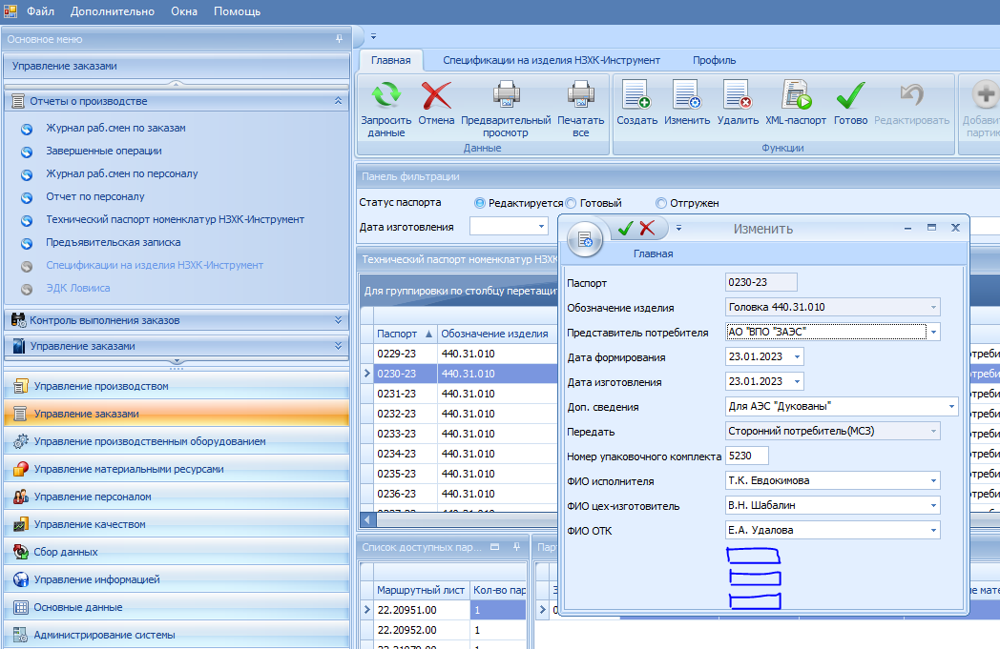 Файл Дополнительно Окна Помощь
Основное меню
Управление заказами
Отчеты о производстве
Журнал раб.смен по заказам
Завершенные операции
Журнал раб.смен по персоналу
Отчет по персоналу
Технический паспорт номенклатур НЗХК-Инструмент
Предъявительская записка
Спецификации на изделия НЗХК-Инструмент
ЭДК Ловииса
Контроль выполнения заказов
Управление заказами
Управление производством
Управление заказами
Управление производственным оборудованием
Управление материальными ресурсами
Управление персоналом
Управление качеством
Сбор данных
Управление информацией
Основные данные
Администрирование системы
Главная Спецификации на изделия НЗХК-Инструмент Профиль
Запросить данные Отмена Предварительный просмотр Печатать все
Данные
Создать Изменить Удалить XML-паспорт Готово Редактировать
Функции
Добавит партик
Панель фильтрации
Статус паспорта Редактируется Готовый Отгружен
Дата изготовления
Технический паспорт номенклатур НЗХК
Для группировки по столбцу перетащит
Паспорт Обозначение изделия
0229-23 440.31.010
0230-23 440.31.010
0231-23 440.31.010
0232-23 440.31.010
0233-23 440.31.010
0234-23 440.31.010
0235-23 440.31.010
0236-23 440.31.010
Список доступных пар... Парт
Маршрутный лист Кол-во пар
22.20951.00 1
22.20952.00 1
Изменить
Главная
Паспорт 0230-23
Обозначение изделия Головка 440.31.010
Представитель потребителя АО "ВПО "ЗАЭС"
Дата формирования 23.01.2023
Дата изготовления 23.01.2023
Доп. сведения Для АЭС "Дукованы"
Передать Сторонний потребитель(МСЗ)
Номер упаковочного комплекта 5230
ФИО исполнителя Т.К. Евдокимова
ФИО цех-изготовитель В.Н. Шабалин
ФИО ОТК Е.А. Удалова